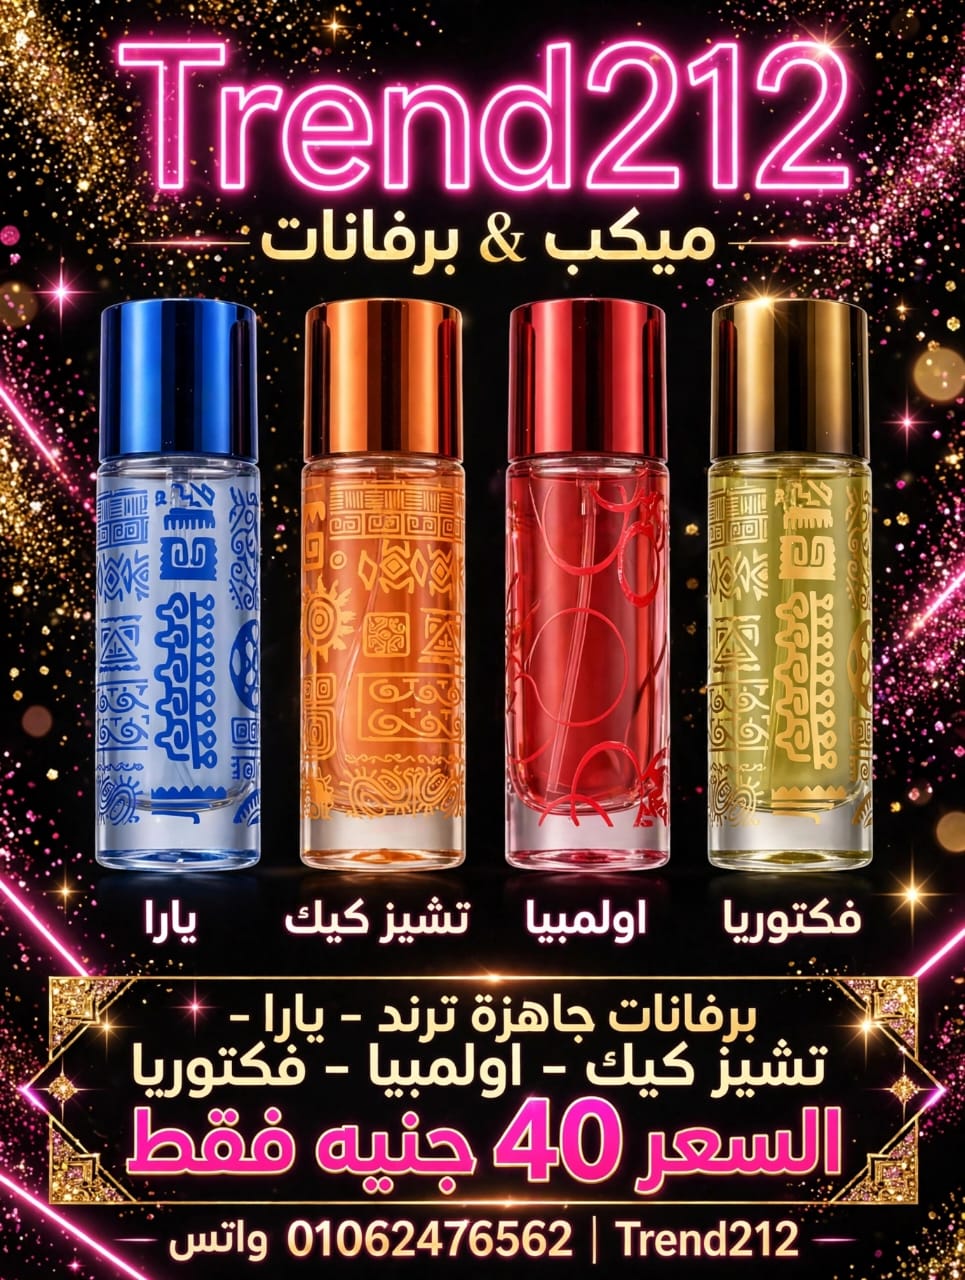 Trend212
ميكب & برفانات
يارا
تشيز كيك
اولمبيا
فكتوريا
برفانات جاهزة ترند - يارا -
تشيز كيك - اولمبيا - فكتوريا
السعر 40 جنيه فقط
واتس 01062476562 | Trend212